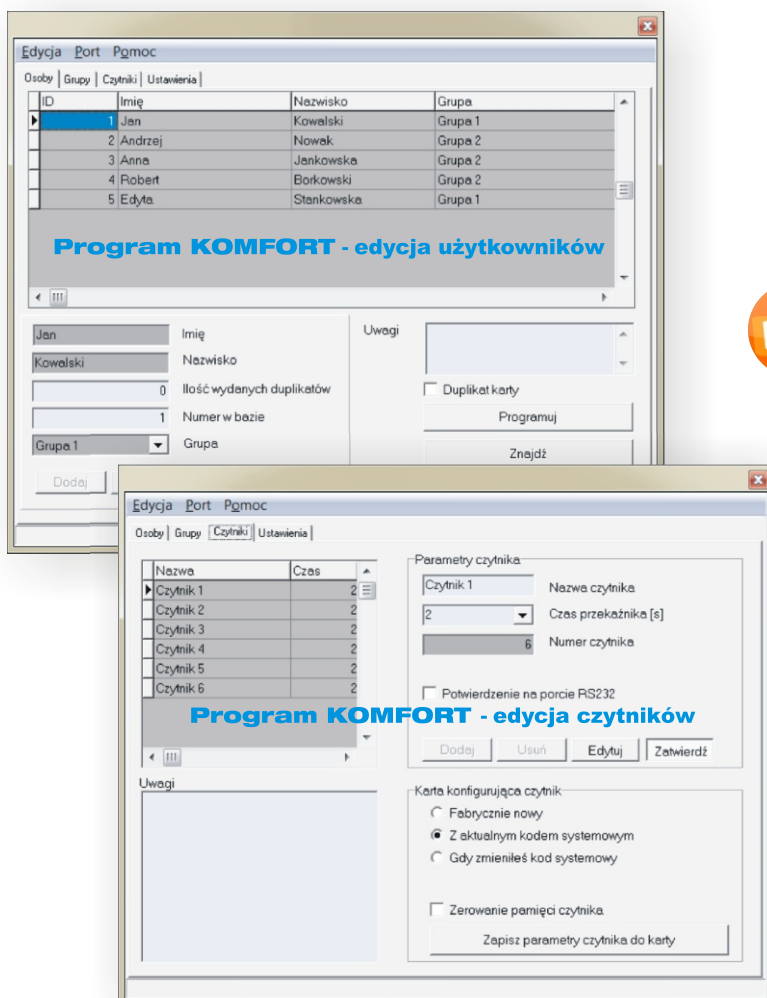 Edycja Port Pomoc
Osoby Grupy Czytniki Ustawienia
ID Imię Nazwisko Grupa
1 Jan Kowalski Grupa 1
2 Andrzej Nowak Grupa 2
3 Anna Jankowska Grupa 2
4 Robert Borkowski Grupa 2
5 Edyta Stankowska Grupa 1
Program KOMFORT - edycja użytkowników
Jan Imię Uwagi
Kowalski Nazwisko
0 Ilość wydanych duplikatów Duplikat karty
1 Numer w bazie Programuj
Grupa 1 Grupa Znajdź
Dodaj
Edycja Port Pomoc
Osoby Grupy Czytniki Ustawienia
Nazwa Czas
Czytnik 1 2
Czytnik 2 2
Czytnik 3 2
Czytnik 4 2
Czytnik 5 2
Czytnik 6 2
Parametry czytnika
Czytnik 1 Nazwa czytnika
2 Czas przekaźnika [s]
6 Numer czytnika
Potwierdzenie na porcie RS232
Program KOMFORT - edycja czytników
Dodaj Usuń Edytuj Zatwierdź
Uwagi
Karta konfigurująca czytnik
Fabrycznie nowy
Z aktualnym kodem systemowym
Gdy zmieniłeś kod systemowy
Zerowanie pamięci czytnika
Zapisz parametry czytnika do karty